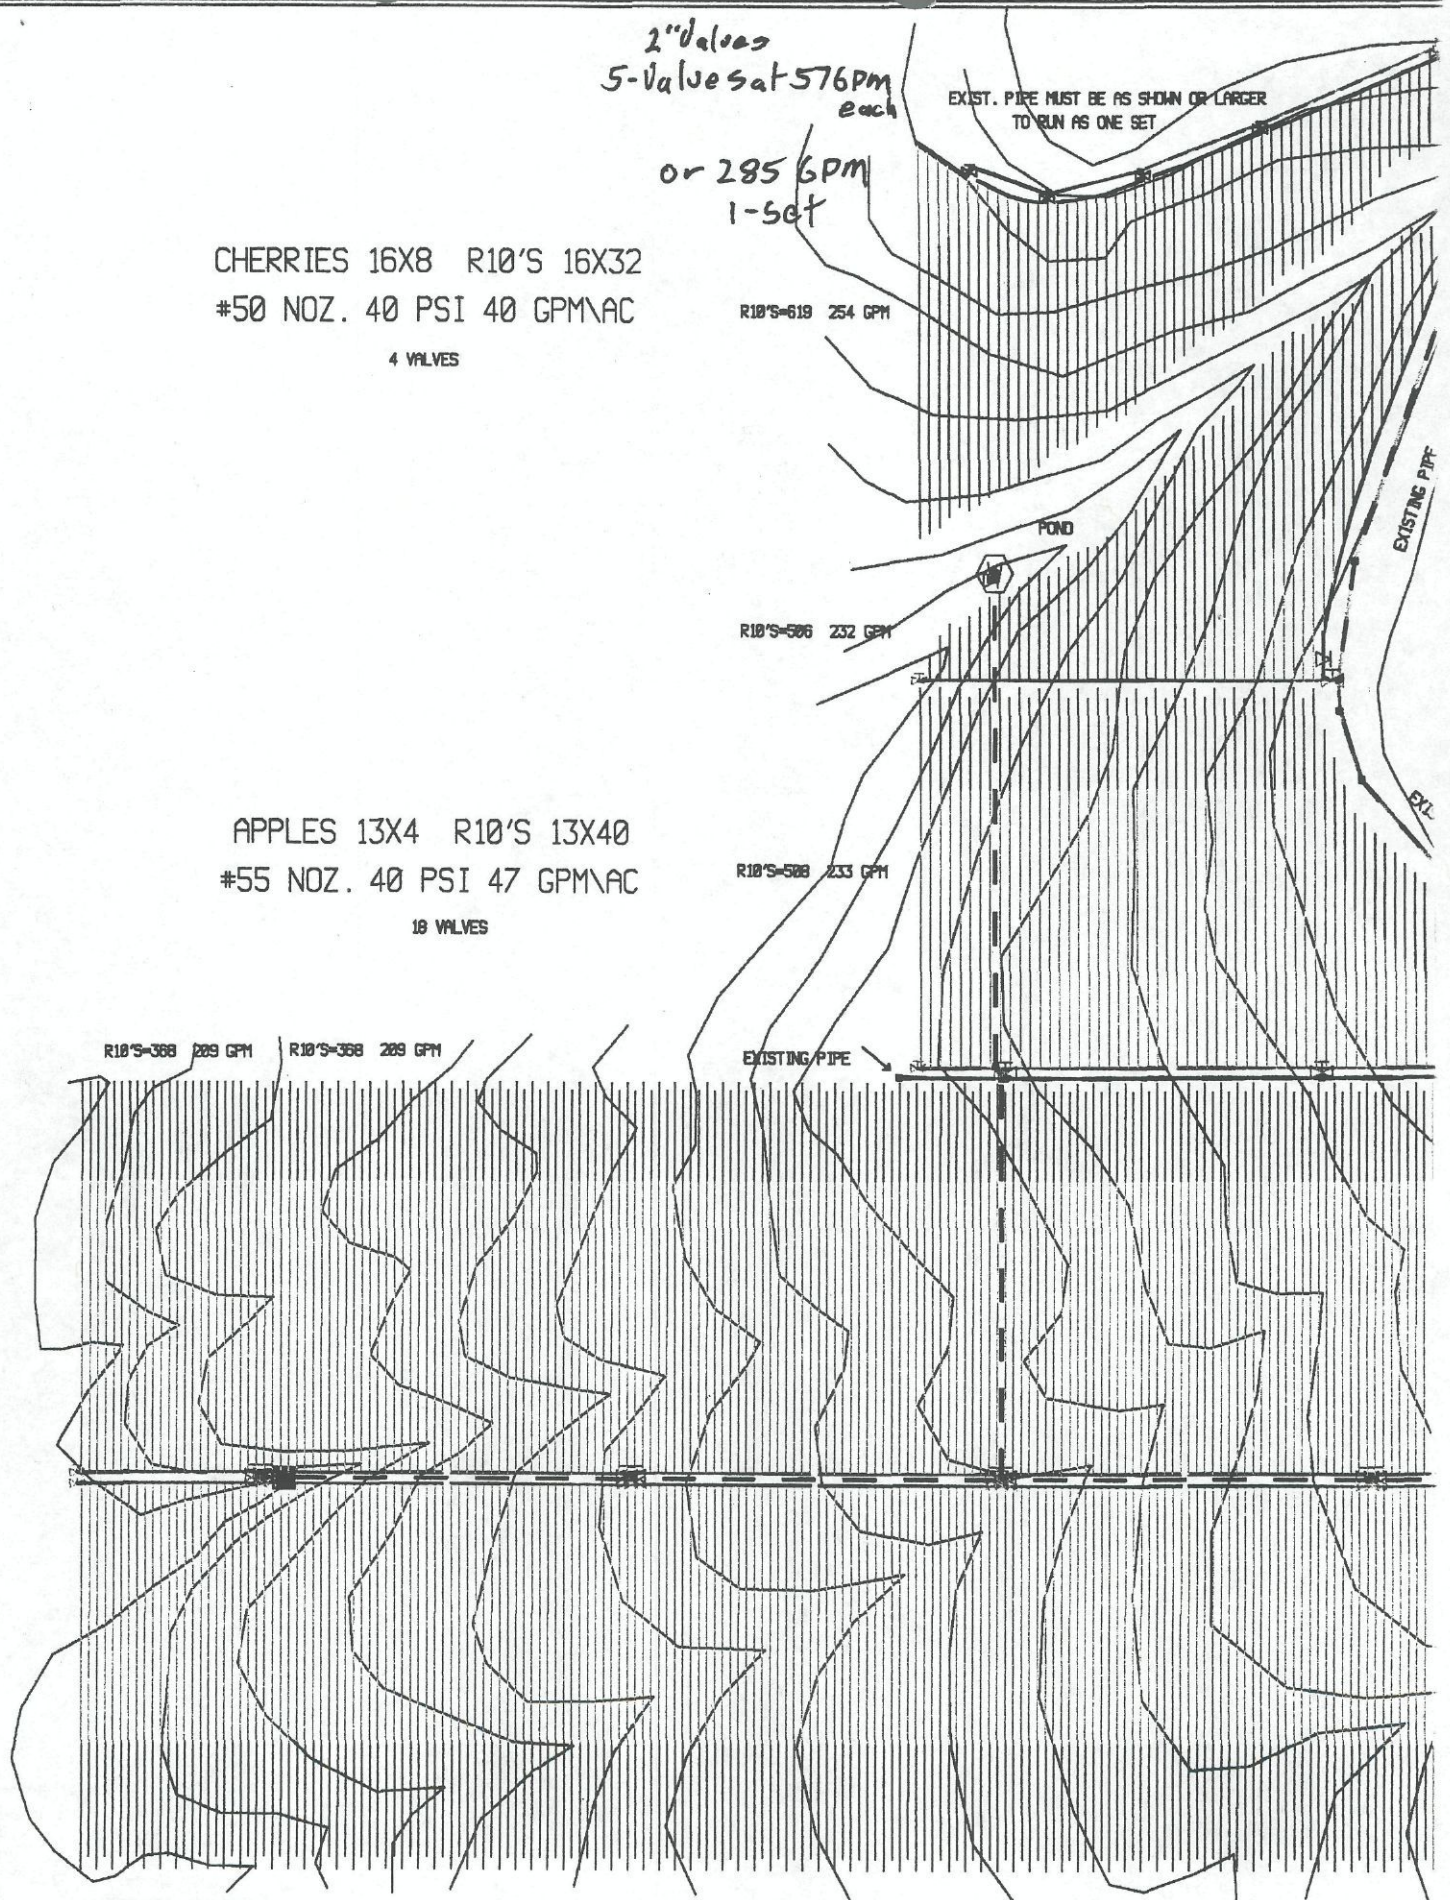 2" Valves
5-Valves at 57GPM
each
or 285 GPM
1-Set
EXIST. PIPE MUST BE AS SHOWN OR LARGER
TO RUN AS ONE SET
CHERRIES 16X8 R10'S 16X32
#50 NOZ. 40 PSI 40 GPM\AC
4 VALVES
R10'S=619 254 GPM
EXISTING PIPE
POND
R10'S=506 232 GPM
EXI
APPLES 13X4 R10'S 13X40
#55 NOZ. 40 PSI 47 GPM\AC
18 VALVES
R10'S=508 233 GPM
R10'S=368 209 GPM R10'S=368 209 GPM
EXISTING PIPE